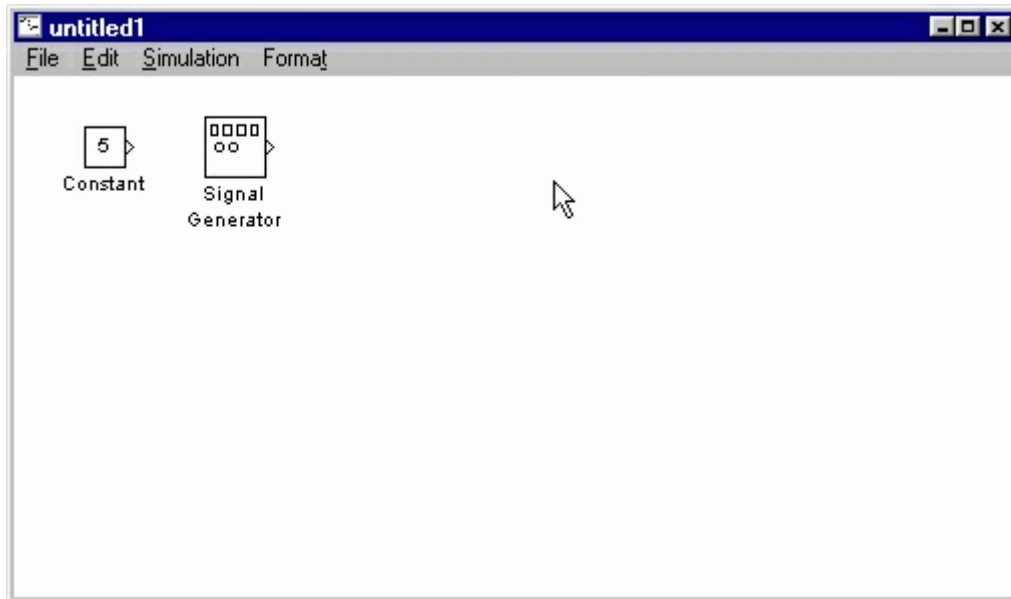 untitled1
File Edit Simulation Format
5
Constant
Signal
Generator